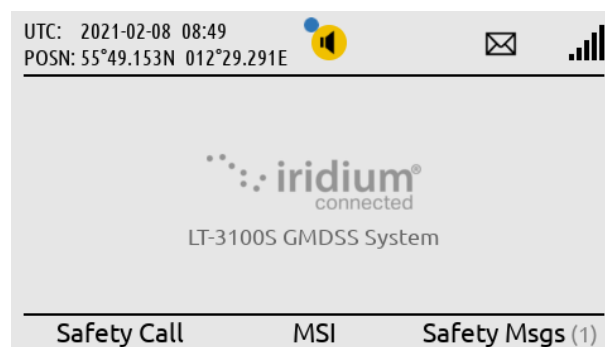 UTC: 2021-02-08 08:49
POSN: 55°49.153N 012°29.291E
iridium®
connected
LT-3100S GMDSS System
Safety Call MSI Safety Msgs (1)